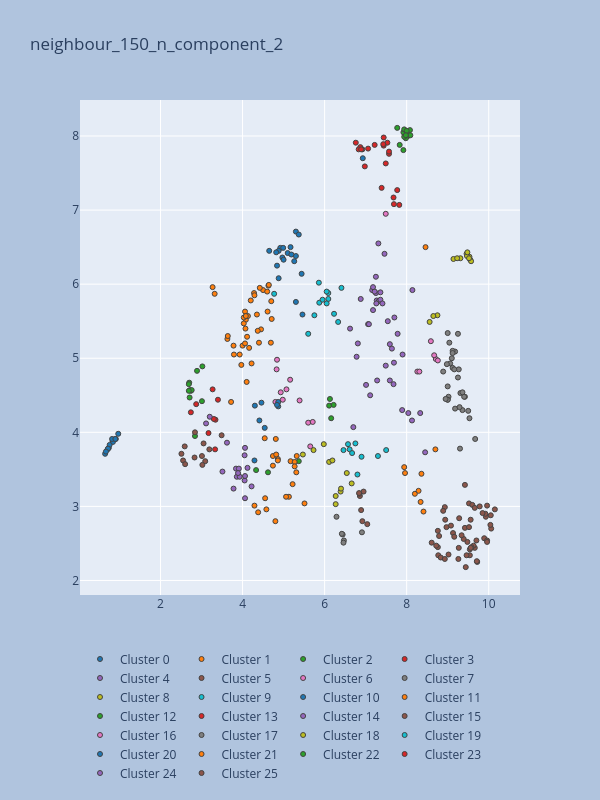 neighbour_150_n_component_2
8
7
6
5
4
3
2
2 4 6 8 10
Cluster 0 Cluster 1 Cluster 2 Cluster 3
Cluster 4 Cluster 5 Cluster 6 Cluster 7
Cluster 8 Cluster 9 Cluster 10 Cluster 11
Cluster 12 Cluster 13 Cluster 14 Cluster 15
Cluster 16 Cluster 17 Cluster 18 Cluster 19
Cluster 20 Cluster 21 Cluster 22 Cluster 23
Cluster 24 Cluster 25